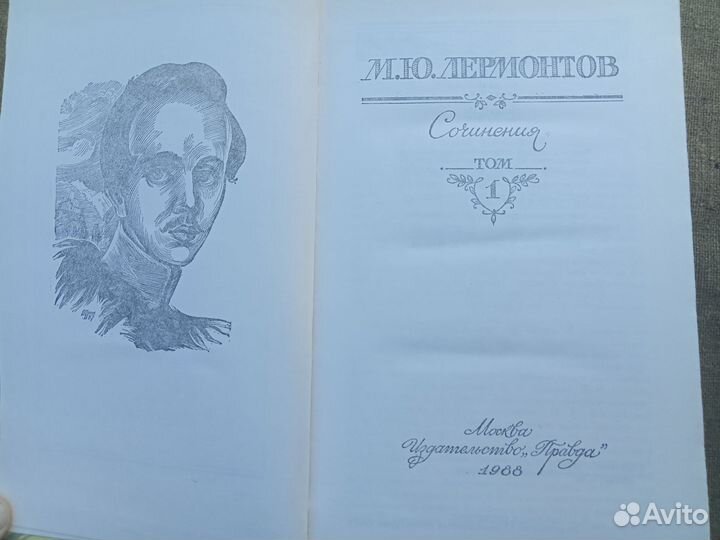 М.Ю. ЛЕРМОНТОВ
Сочинения
ТОМ
1
Москва
Издательство „Правда"
1988
Avito